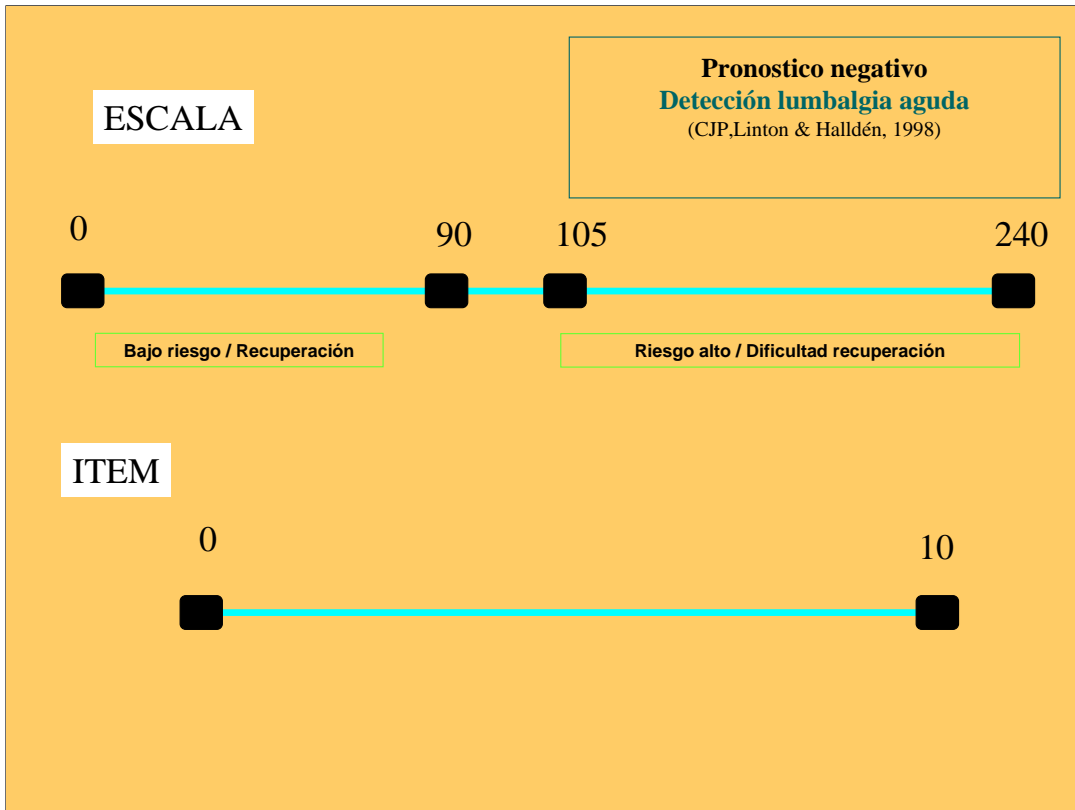 Pronostico negativo
Detección lumbalgia aguda
(CJP,Linton & Halldén, 1998)
ESCALA
0 90 105 240
Bajo riesgo / Recuperación
Riesgo alto / Dificultad recuperación
ITEM
0 10